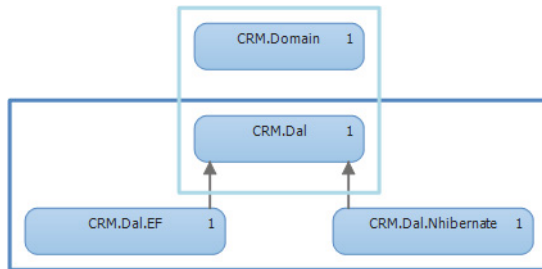 CRM.Domain 1
CRM.Dal 1
CRM.Dal.EF 1
CRM.Dal.Nhibernate 1